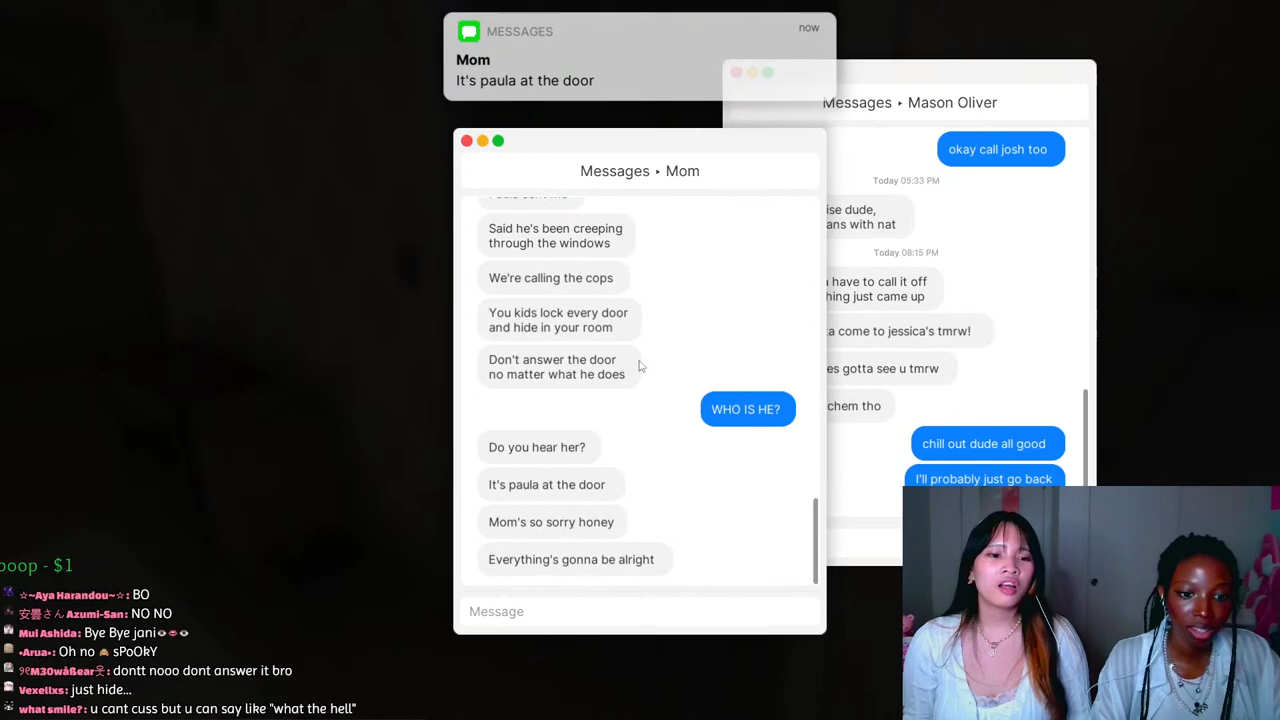 MESSAGES
now
Mom
It's paula at the door
Messages ▸ Mason Oliver
okay call josh too
Today 05:33 PM
ise dude,
ans with nat
Today 08:15 PM
have to call it off
hing just came up
a come to jessica's tmrw!
es gotta see u tmrw
chem tho
chill out dude all good
I'll probably just go back
Messages ▸ Mom
Said he's been creeping
through the windows
We're calling the cops
You kids lock every door
and hide in your room
Don't answer the door
no matter what he does
WHO IS HE?
Do you hear her?
It's paula at the door
Mom's so sorry honey
Everything's gonna be alright
Message
poop - $1
☆~Aya Harandou~☆: BO
安曇さん Azumi-San: NO NO
Mui Ashida: Bye Bye jani👁👄👁
•Arua•: Oh no 🙈 sPoOkY
dontt nooo dont answer it bro
Vexellxs: just hide...
what smile?: u cant cuss but u can say like "what the hell"